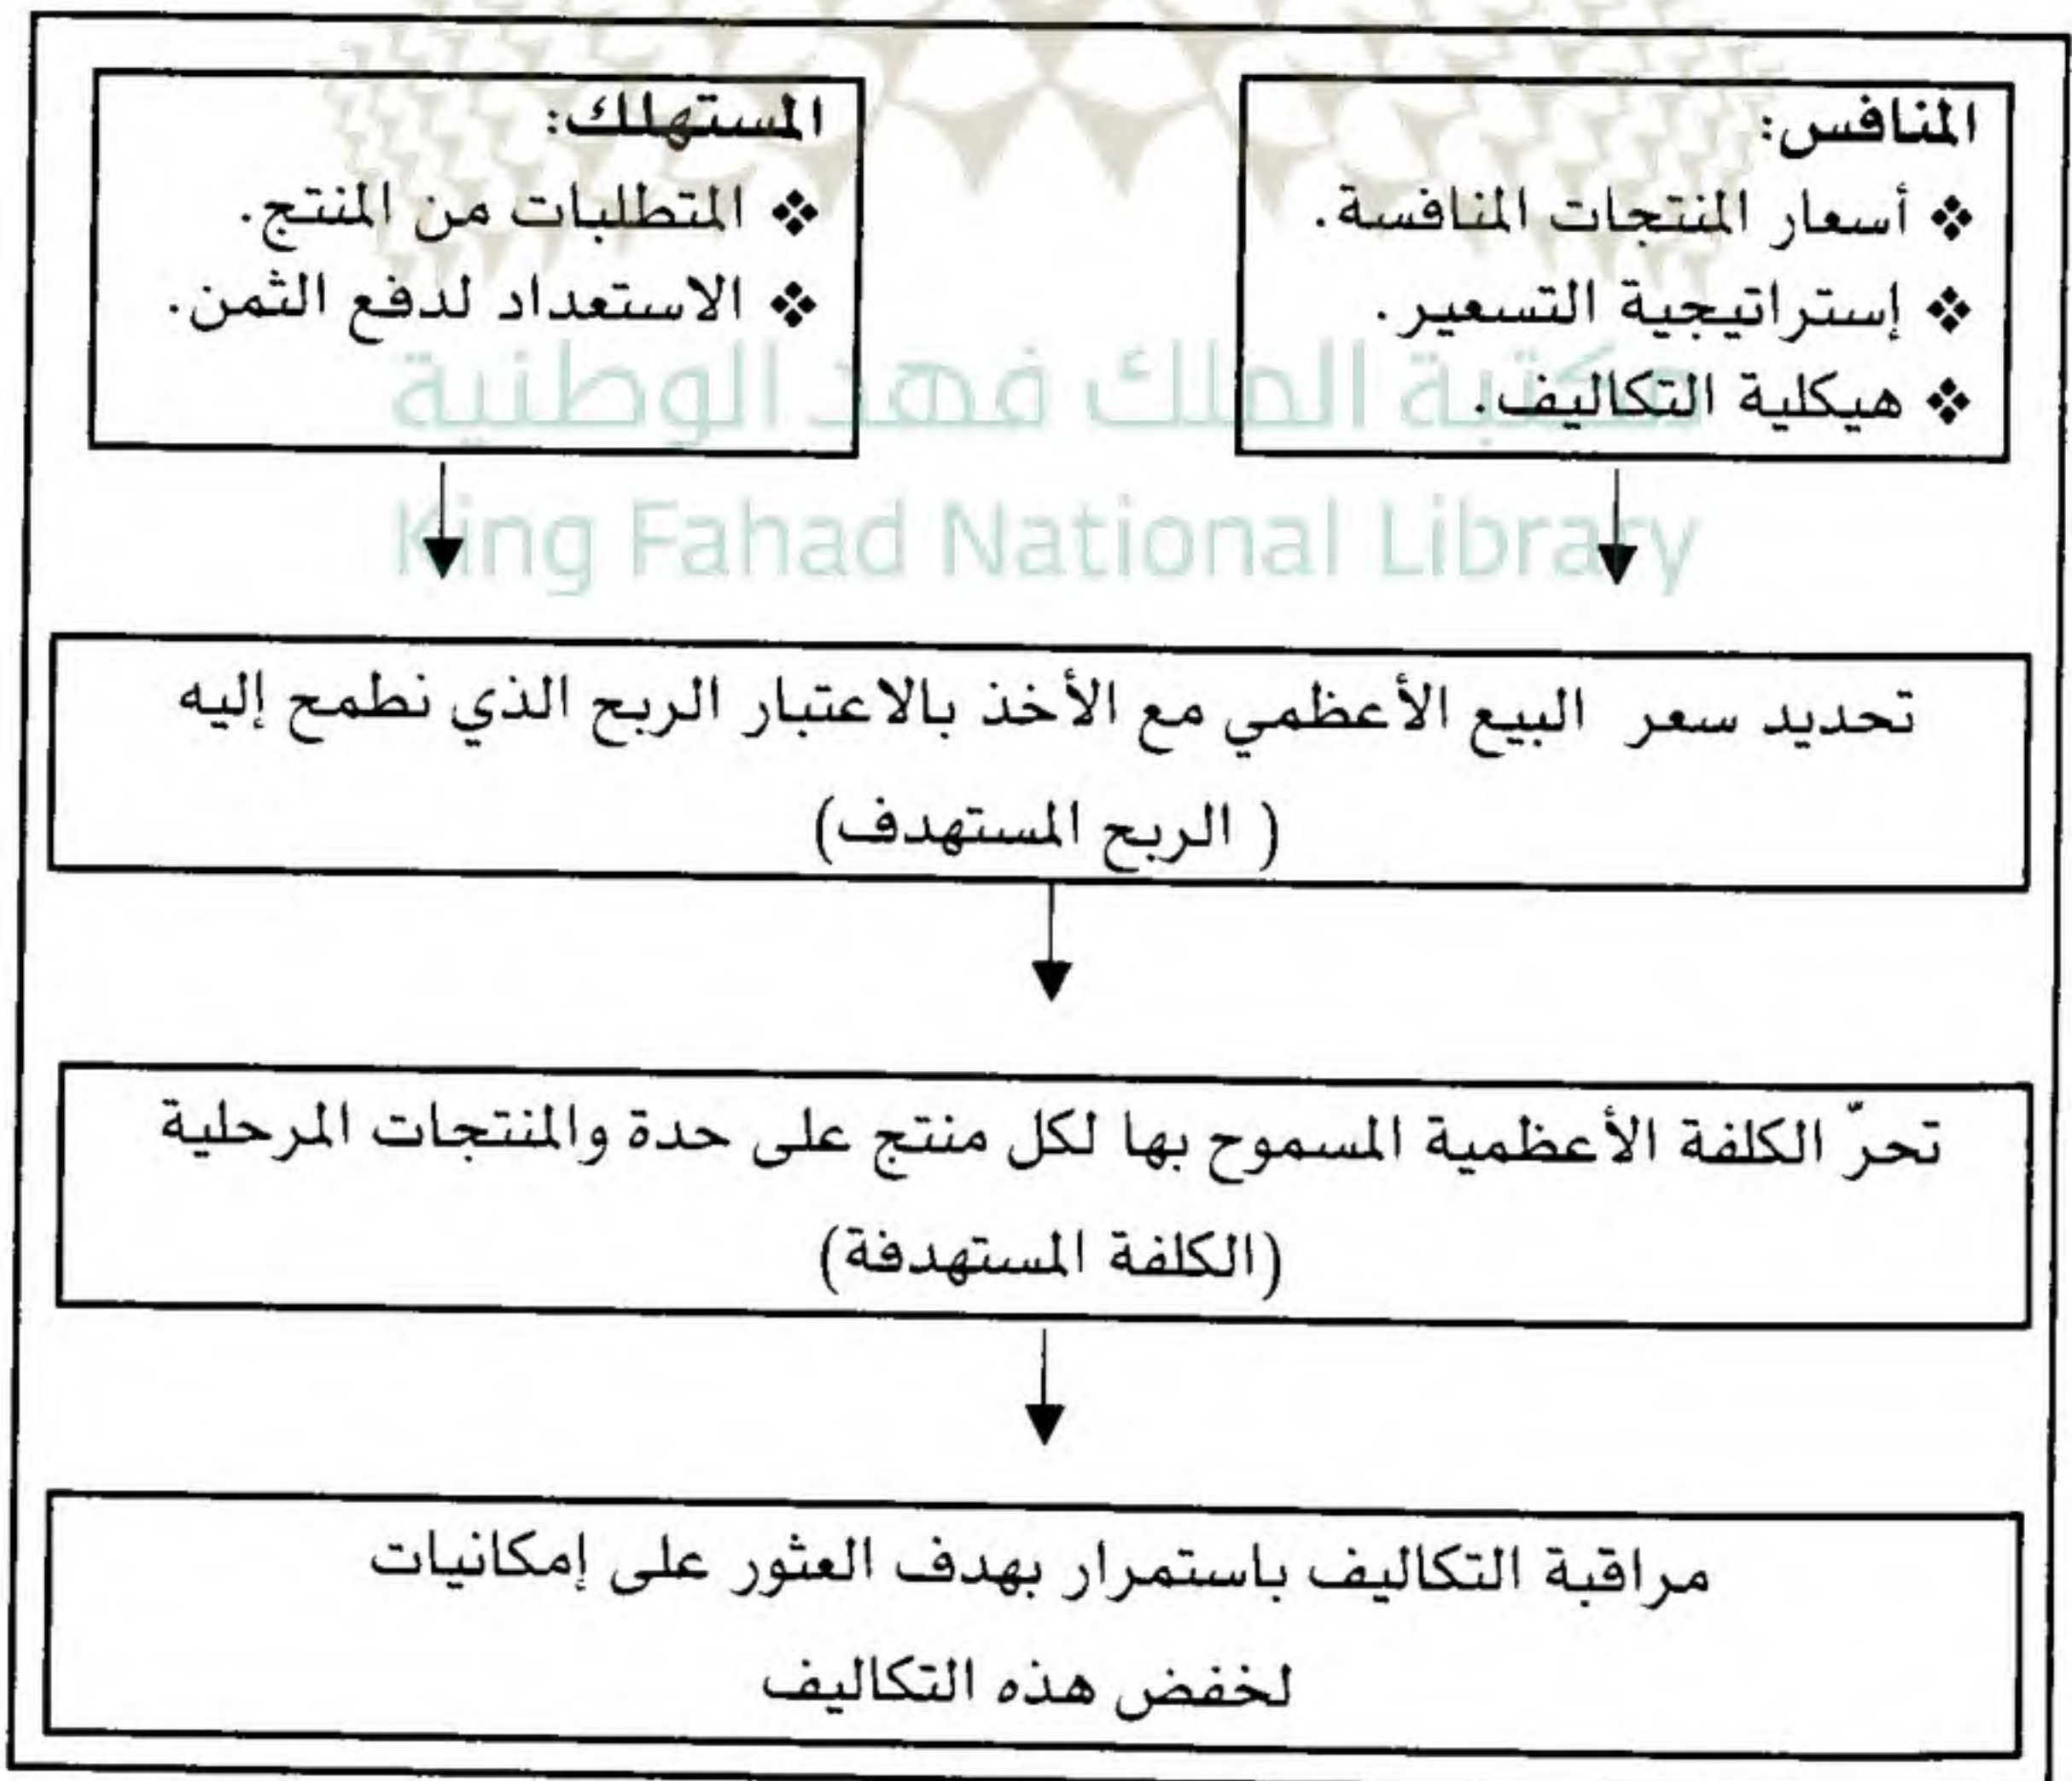 المنافس:
❖ أسعار المنتجات المنافسة.
❖ إستراتيجية التسعير.
❖ هيكلية التكاليف.
المستهلك:
❖ المتطلبات من المنتج.
❖ الاستعداد لدفع الثمن.
مكتبة الملك فهد الوطنية
King Fahad National Library
تحديد سعر البيع الأعظمي مع الأخذ بالاعتبار الربح الذي نطمح إليه
( الربح المستهدف)
تحرّ الكلفة الأعظمية المسموح بها لكل منتج على حدة والمنتجات المرحلية
(الكلفة المستهدفة)
مراقبة التكاليف باستمرار بهدف العثور على إمكانيات
لخفض هذه التكاليف